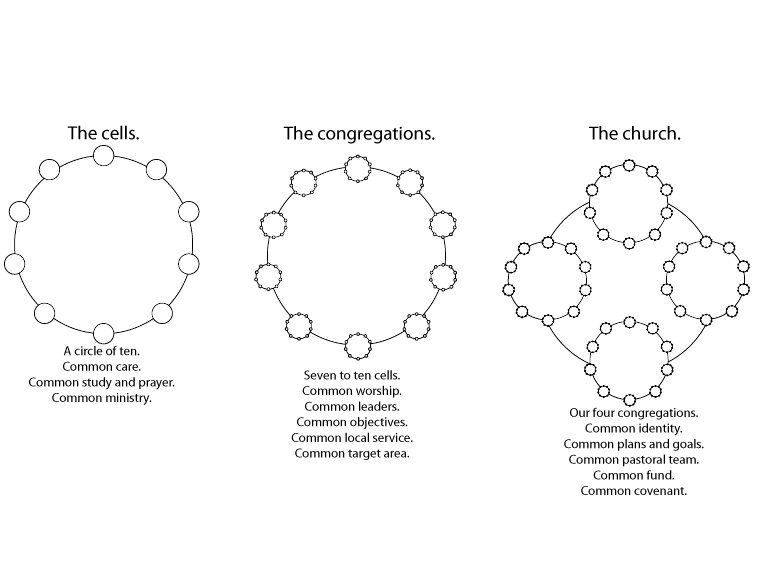 The cells.
A circle of ten.
Common care.
Common study and prayer.
Common ministry.
The congregations.
Seven to ten cells.
Common worship.
Common leaders.
Common objectives.
Common local service.
Common target area.
The church.
Our four congregations.
Common identity.
Common plans and goals.
Common pastoral team.
Common fund.
Common covenant.